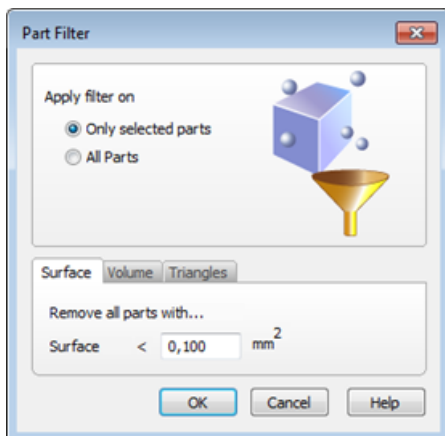 Part Filter
Apply filter on
Only selected parts
All Parts
Surface Volume Triangles
Remove all parts with...
Surface < 0,100 mm²
OK Cancel Help